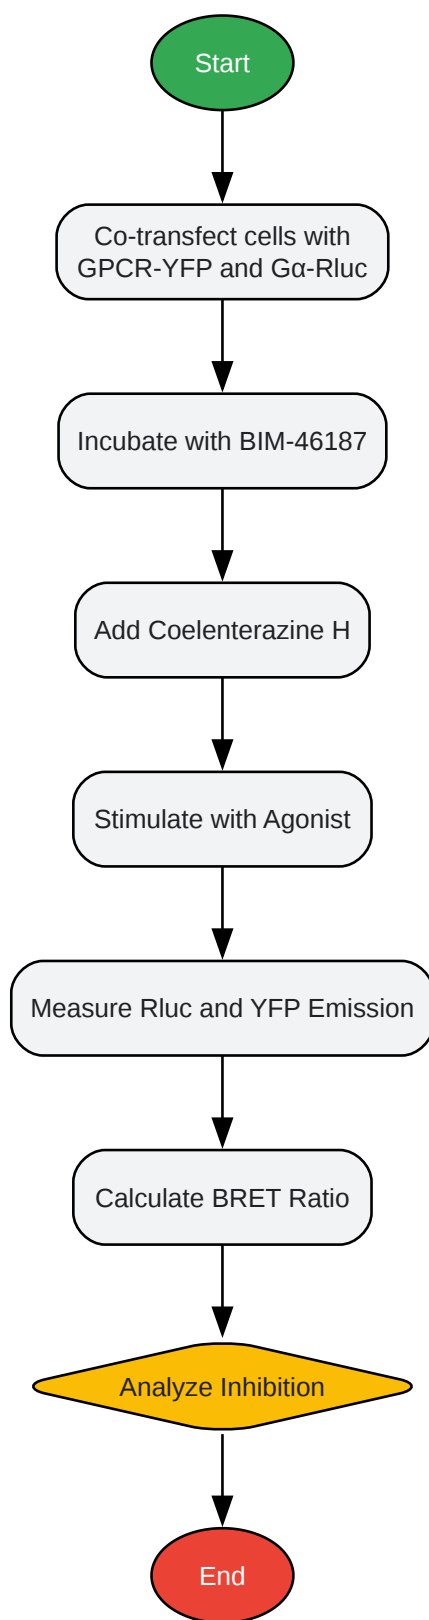 Start
Co-transfect cells with
GPCR-YFP and Gα-Rluc
Incubate with BIM-46187
Add Coelenterazine H
Stimulate with Agonist
Measure Rluc and YFP Emission
Calculate BRET Ratio
Analyze Inhibition
End